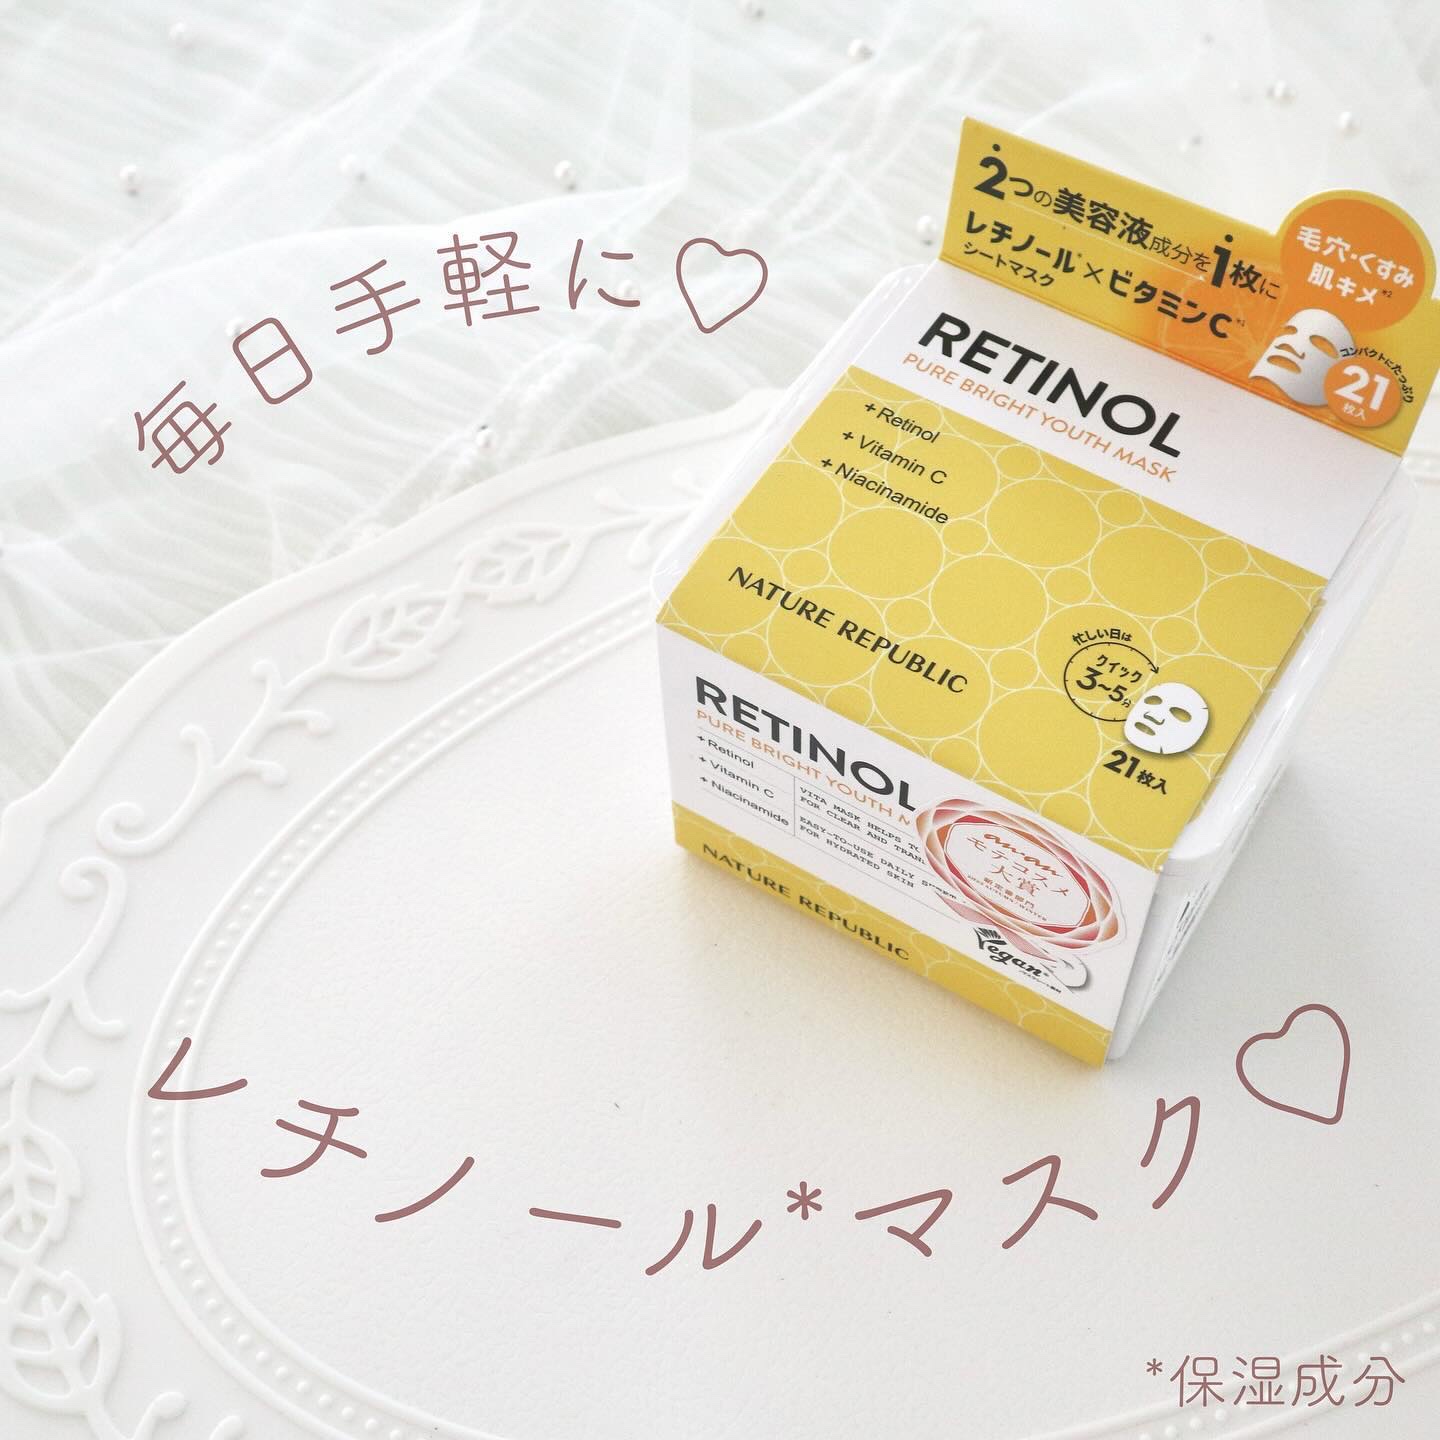 毎日手軽に♡
2つの美容液成分を1枚に
レチノール*×ビタミンC*¹
シートマスク
毛穴・くすみ
肌キメ*²
コンパクトにたっぷり
21
枚入
RETINOL
PURE BRIGHT YOUTH MASK
+ Retinol
+ Vitamin C
+ Niacinamide
NATURE REPUBLIC
忙しい日は
クイック
3~5分
21枚入
RETINOL
PURE BRIGHT YOUTH M
+ Retinol
+ Vitamin C
+ Niacinamide
VITA MASK HELPS
FOR CLEAR AND
EASY-TO-USE DAILY
FOR HYDRATED SKIN
an・an
モテコスメ
大賞
NATURE REPUBLIC
Vegan
レチノール*マスク♡
*保湿成分